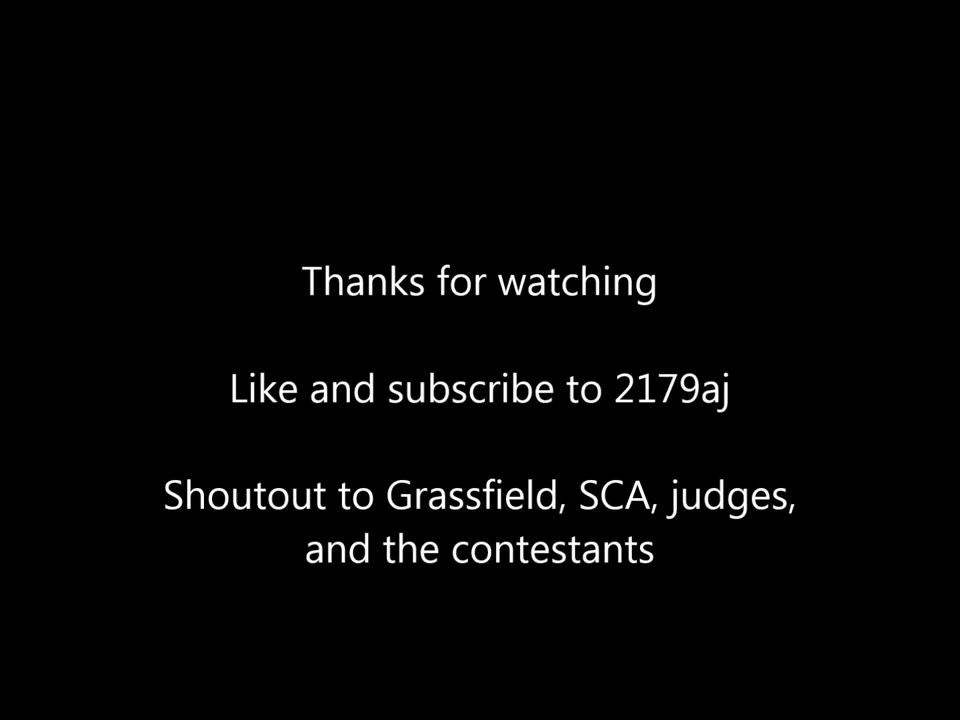 Thanks for watching
Like and subscribe to 2179aj
Shoutout to Grassfield, SCA, judges,
and the contestants